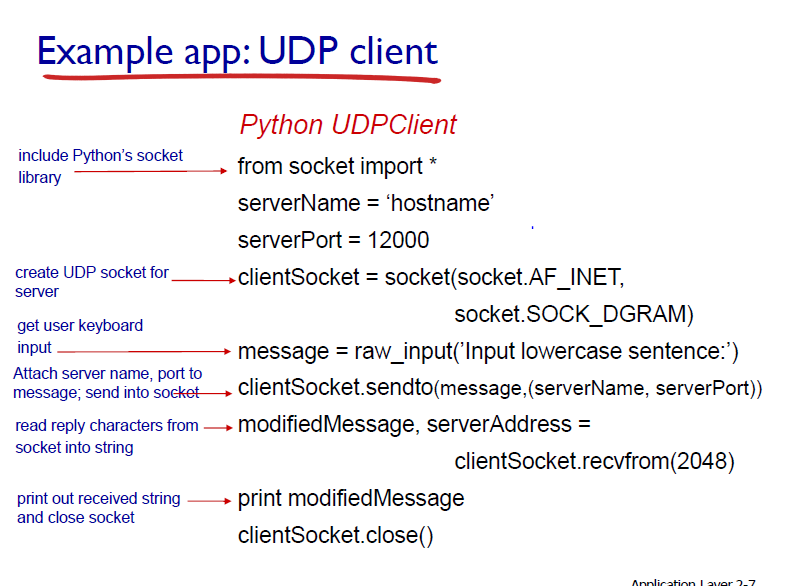 Example app: UDP client
Python UDPClient
include Python's socket
library
from socket import *
serverName = ‘hostname’
serverPort = 12000
create UDP socket for
server
clientSocket = socket(socket.AF_INET,
socket.SOCK_DGRAM)
get user keyboard
input
message = raw_input(’Input lowercase sentence:’)
Attach server name, port to
message; send into socket
clientSocket.sendto(message,(serverName, serverPort))
read reply characters from
socket into string
modifiedMessage, serverAddress =
clientSocket.recvfrom(2048)
print out received string
and close socket
print modifiedMessage
clientSocket.close()
Application Layer 2-7